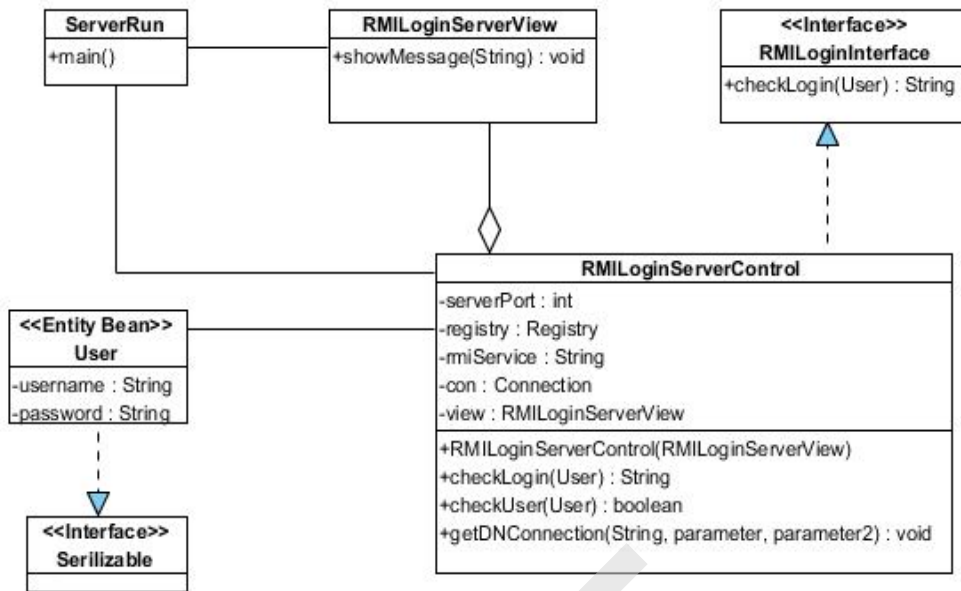 ServerRun
+main()
RMILoginServerView
+showMessage(String) : void
<<Interface>>
RMILoginInterface
+checkLogin(User) : String
RMILoginServerControl
-serverPort : int
-registry : Registry
-rmiService : String
-con : Connection
-view : RMILoginServerView
+RMILoginServerControl(RMILoginServerView)
+checkLogin(User) : String
+checkUser(User) : boolean
+getDNConnection(String, parameter, parameter2) : void
<<Entity Bean>>
User
-username : String
-password : String
<<Interface>>
Serilizable